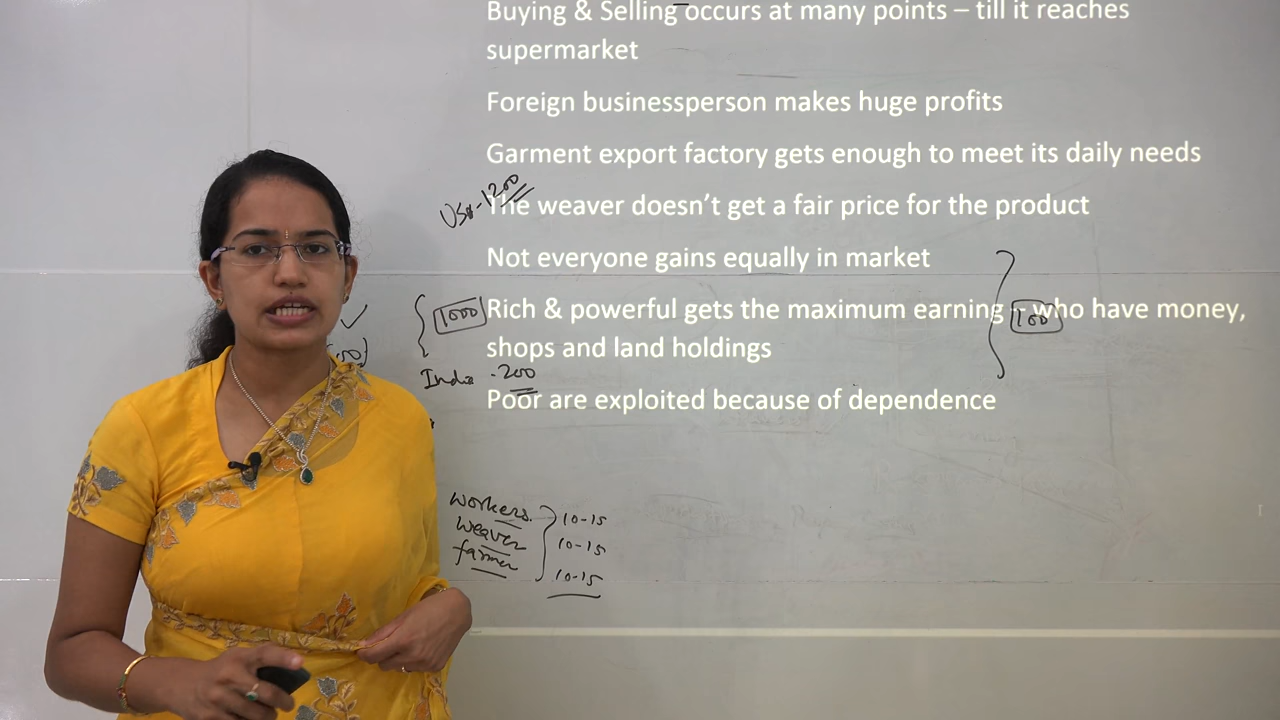 Buying & Selling occurs at many points – till it reaches
supermarket
Foreign businessperson makes huge profits
Garment export factory gets enough to meet its daily needs
US - 1200
The weaver doesn't get a fair price for the product
Not everyone gains equally in market
1000
Rich & powerful gets the maximum earning – who have money,
100
shops and land holdings
India - 200
Poor are exploited because of dependence
workers 10-15
weaver 10-15
farmer 10-15